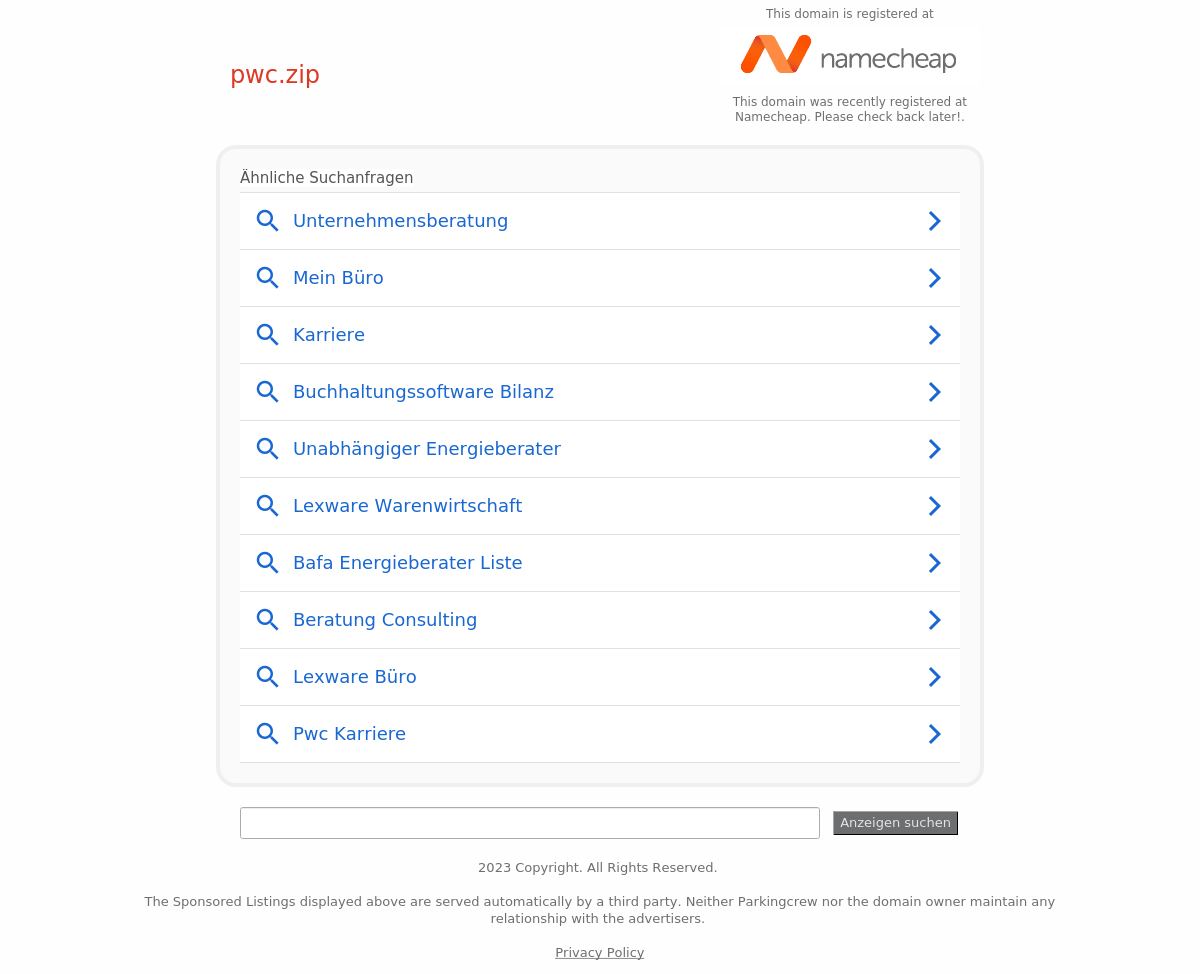 This domain is registered at
namecheap
pwc.zip
This domain was recently registered at
Namecheap. Please check back later!.
Ähnliche Suchanfragen
Unternehmensberatung
Mein Büro
Karriere
Buchhaltungssoftware Bilanz
Unabhängiger Energieberater
Lexware Warenwirtschaft
Bafa Energieberater Liste
Beratung Consulting
Lexware Büro
Pwc Karriere
Anzeigen suchen
2023 Copyright. All Rights Reserved.
The Sponsored Listings displayed above are served automatically by a third party. Neither Parkingcrew nor the domain owner maintain any
relationship with the advertisers.
Privacy Policy